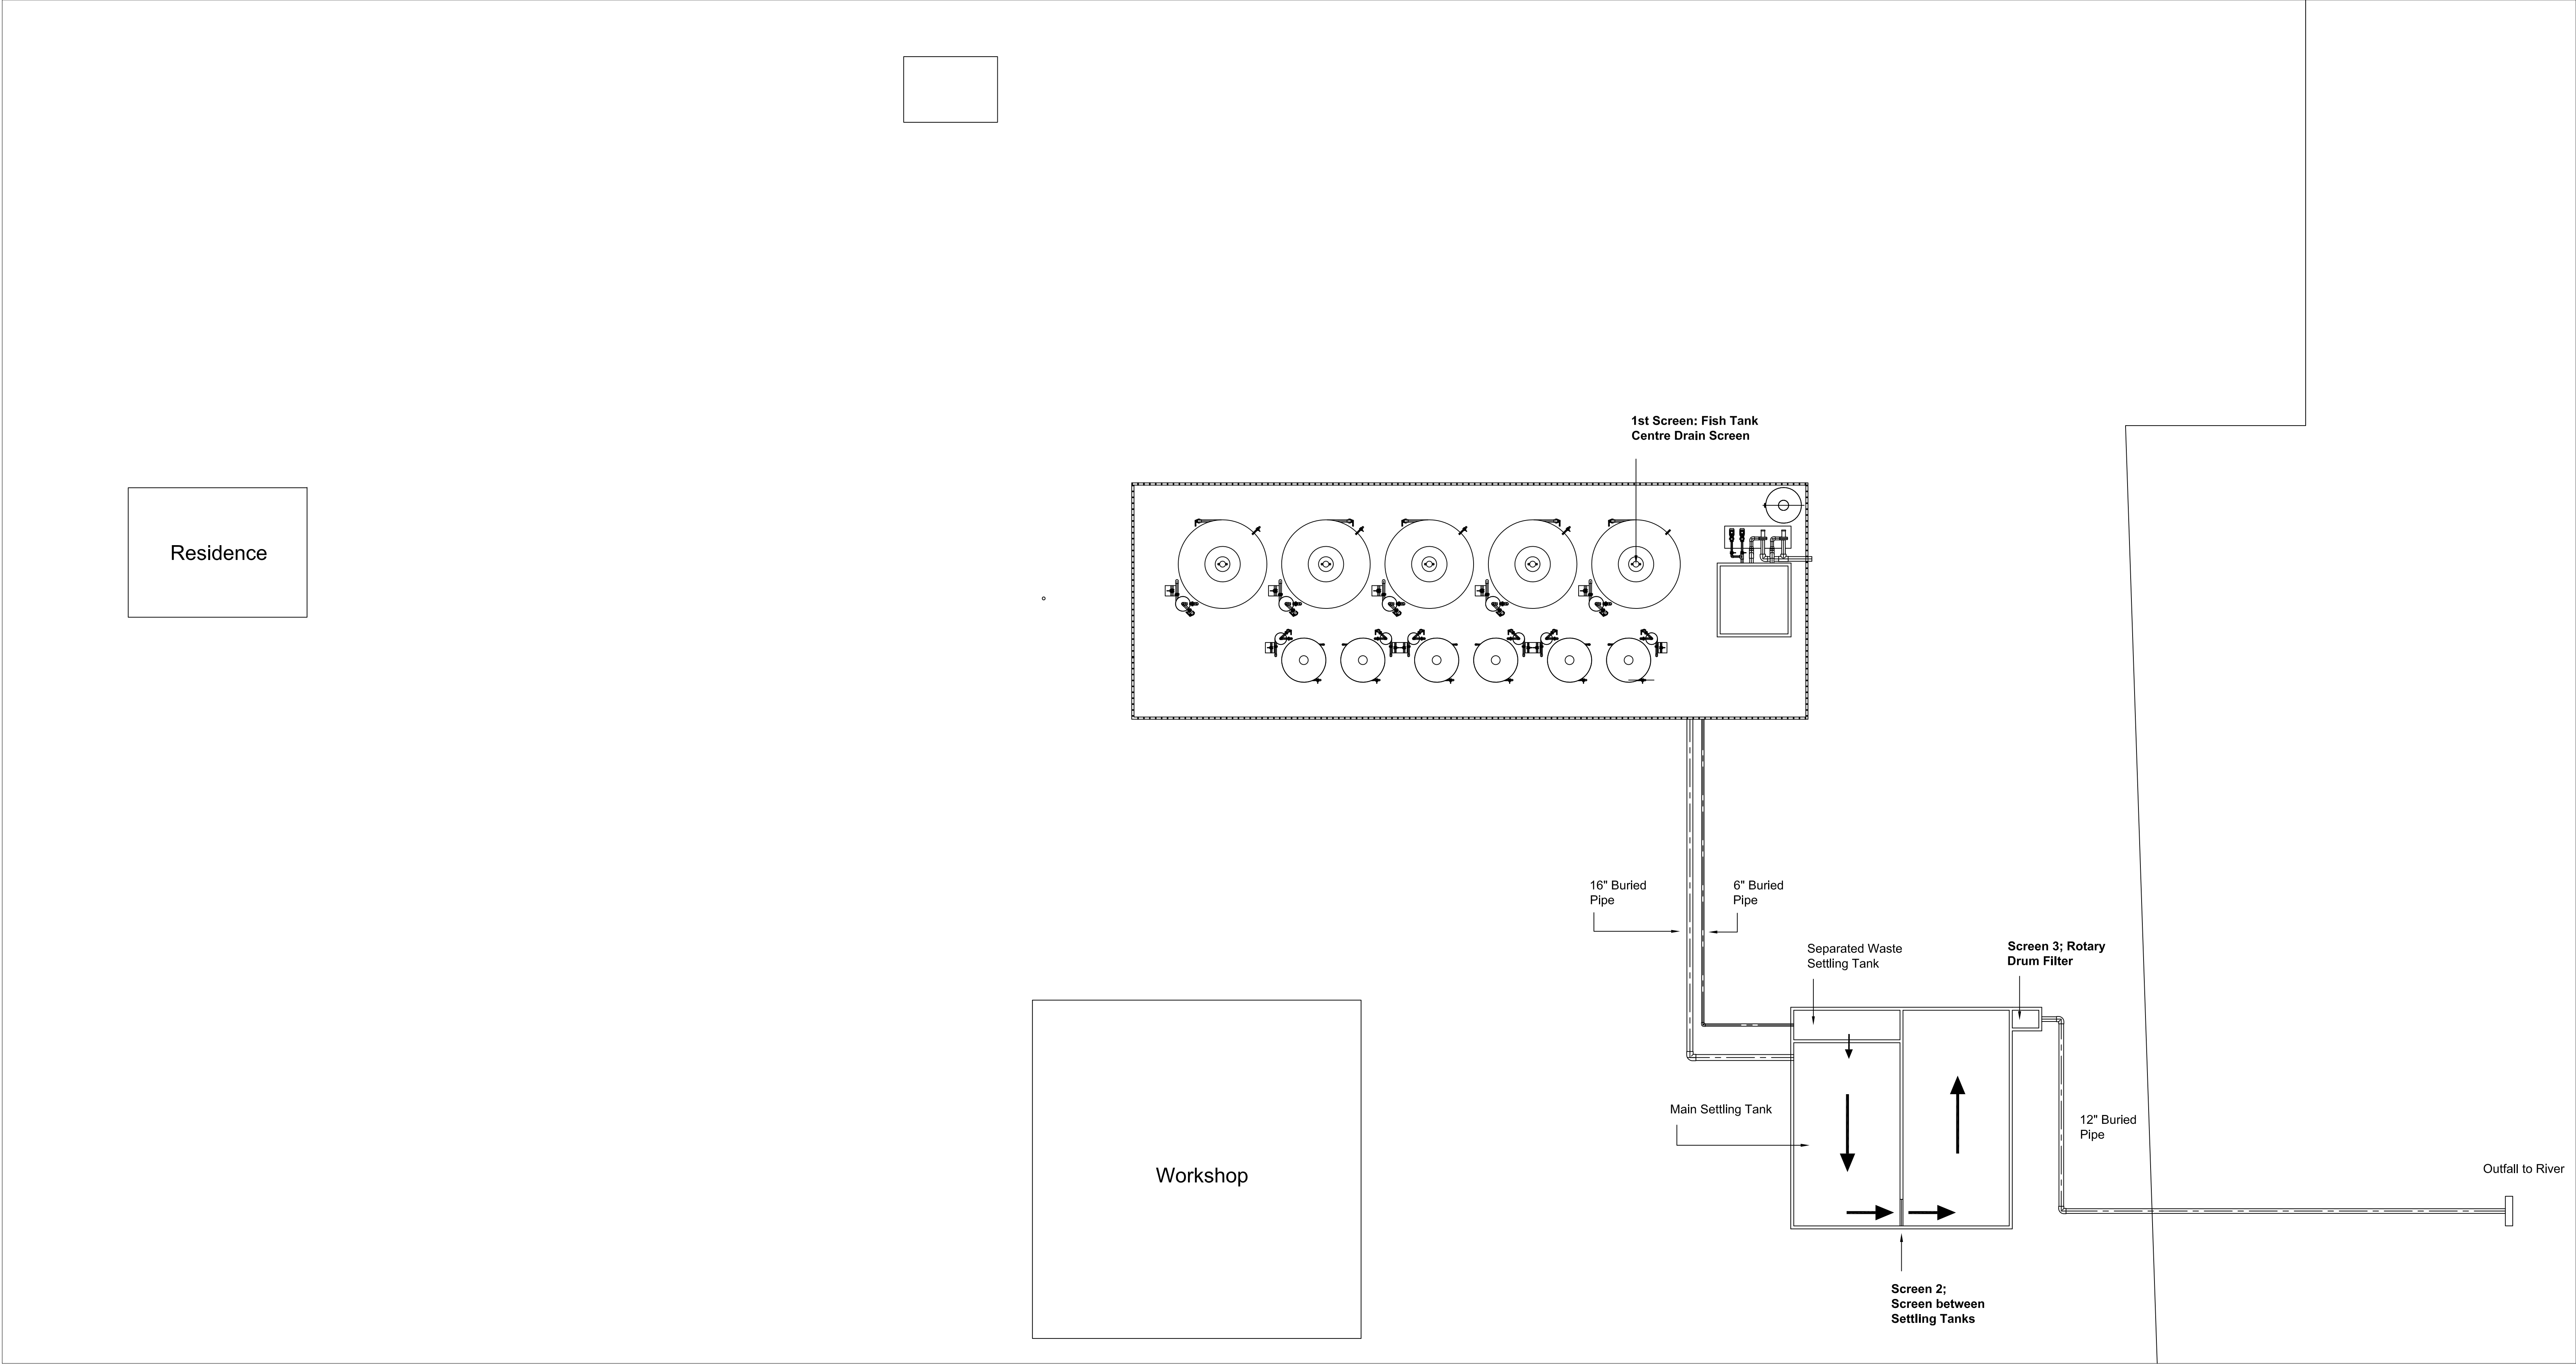 1st Screen: Fish Tank
Centre Drain Screen
Residence
16" Buried
Pipe
6" Buried
Pipe
Separated Waste
Settling Tank
Screen 3; Rotary
Drum Filter
Main Settling Tank
12" Buried
Pipe
Outfall to River
Workshop
Screen 2;
Screen between
Settling Tanks